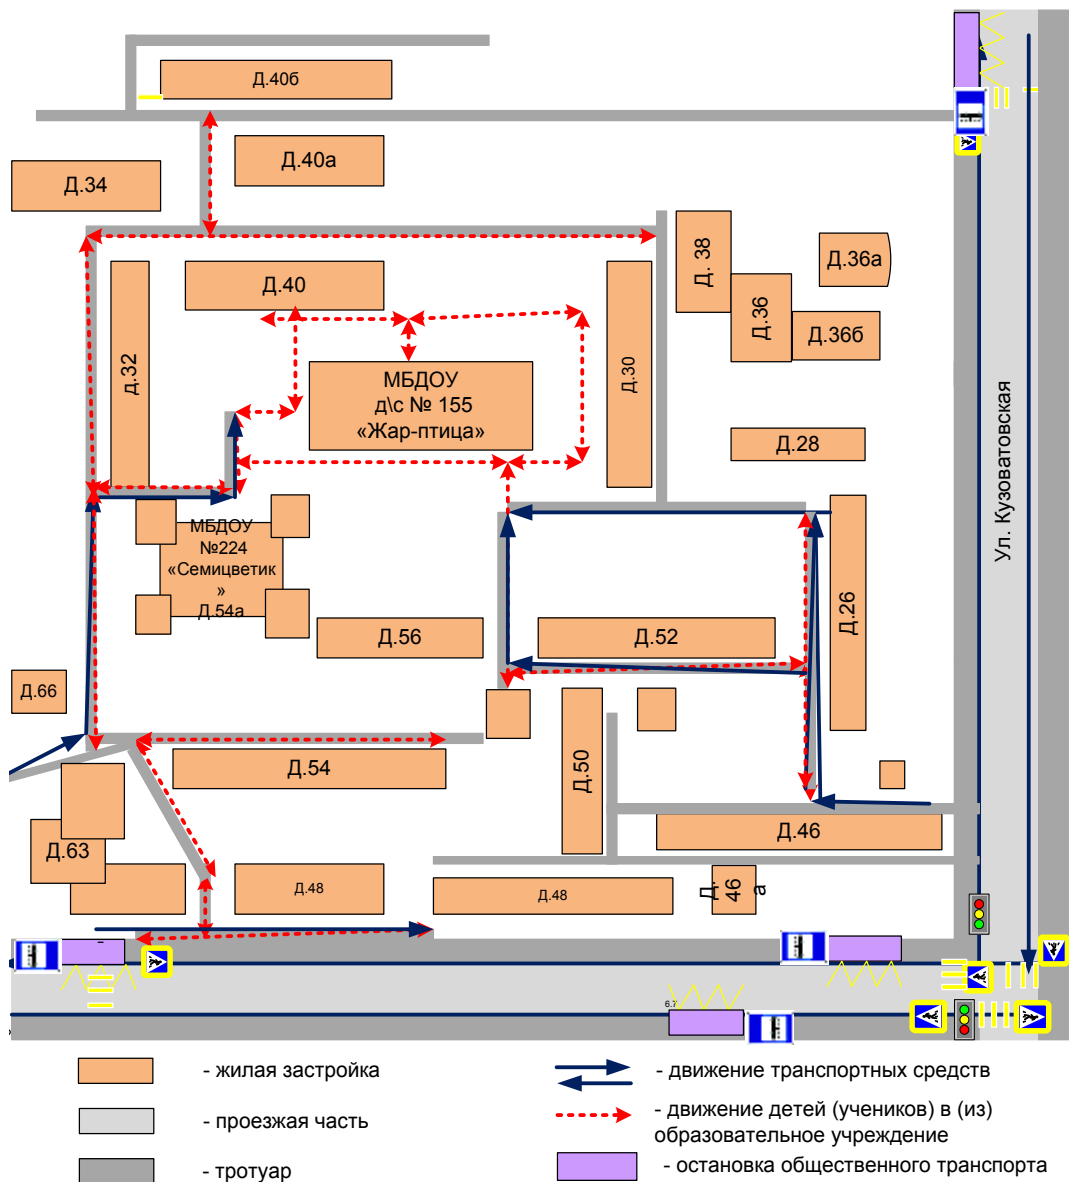 Д.40б
Д.40а
Д.34
Д. 38
Д.36а
Д.40
Д.36
Д.36б
д.32
Д.30
МБДОУ
д\с № 155
«Жар-птица»
Д.28
Ул. Кузоватовская
МБДОУ
№224
«Семицветик
»
Д.54а
Д.26
Д.56
Д.52
Д.66
Д.54
Д.50
Д.46
Д.63
Д.48
Д.48
Д.
46
а
6.7
- жилая застройка
- движение транспортных средств
- проезжая часть
- движение детей (учеников) в (из)
образовательное учреждение
- тротуар
- остановка общественного транспорта